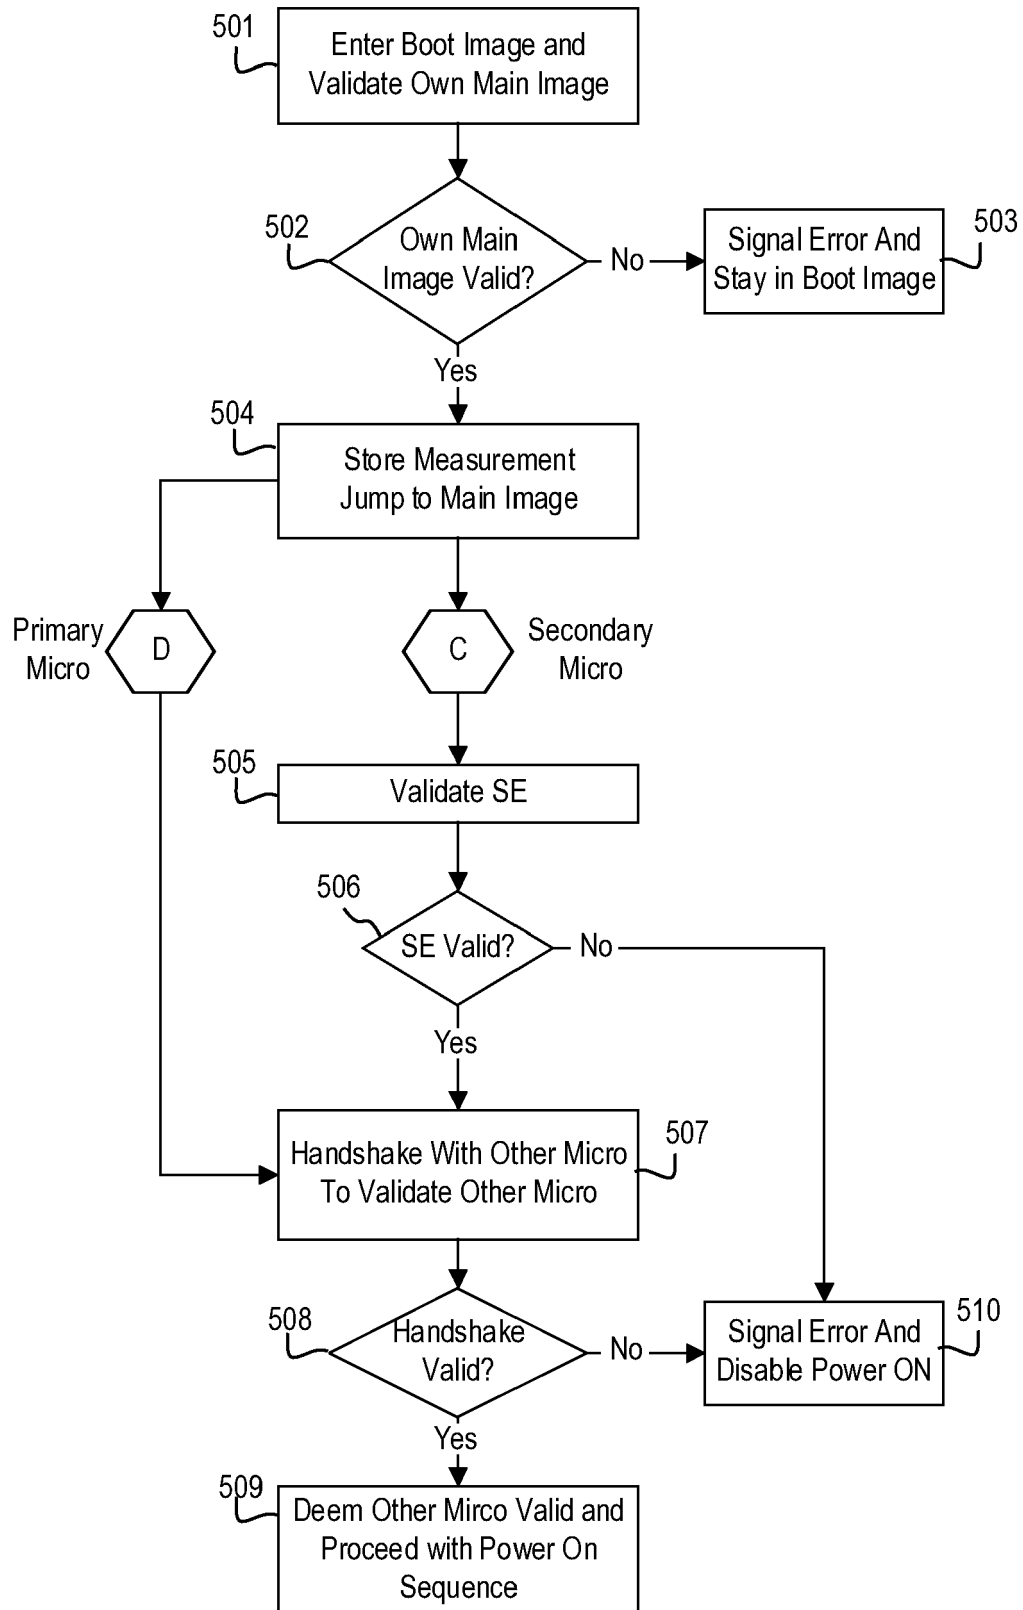 501
Enter Boot Image and
Validate Own Main Image
502
Own Main
Image Valid?
No
Signal Error And
Stay in Boot Image
503
Yes
504
Store Measurement
Jump to Main Image
Primary
Micro
D
C
Secondary
Micro
505
Validate SE
506
SE Valid?
No
Yes
Handshake With Other Micro
To Validate Other Micro
507
508
Handshake
Valid?
No
Signal Error And
Disable Power ON
510
Yes
509
Deem Other Mirco Valid and
Proceed with Power On
Sequence